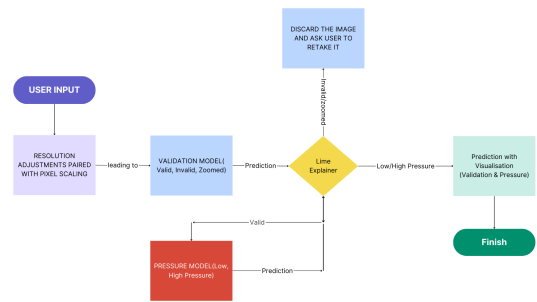 DISCARD THE IMAGE
AND ASK USER TO
RETAKE IT
USER INPUT
Invalid/zoomed
RESOLUTION
ADJUSTMENTS PAIRED
WITH PIXEL SCALING
leading to
VALIDATION MODEL(
Valid, Invalid, Zoomed)
Prediction
Lime
Explainer
Low/High Pressure
Prediction with
Visualisation
(Validation & Pressure)
Valid
Finish
PRESSURE MODEL(Low,
High Pressure)
Prediction